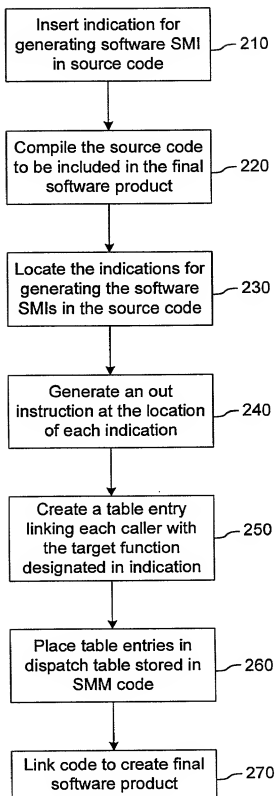 Insert indication for
generating software SMI
in source code
210
Compile the source code
to be included in the final
software product
220
Locate the indications for
generating the software
SMIs in the source code
230
Generate an out
instruction at the location
of each indication
240
Create a table entry
linking each caller with
the target function
designated in indication
250
Place table entries in
dispatch table stored in
SMM code
260
Link code to create final
software product
270